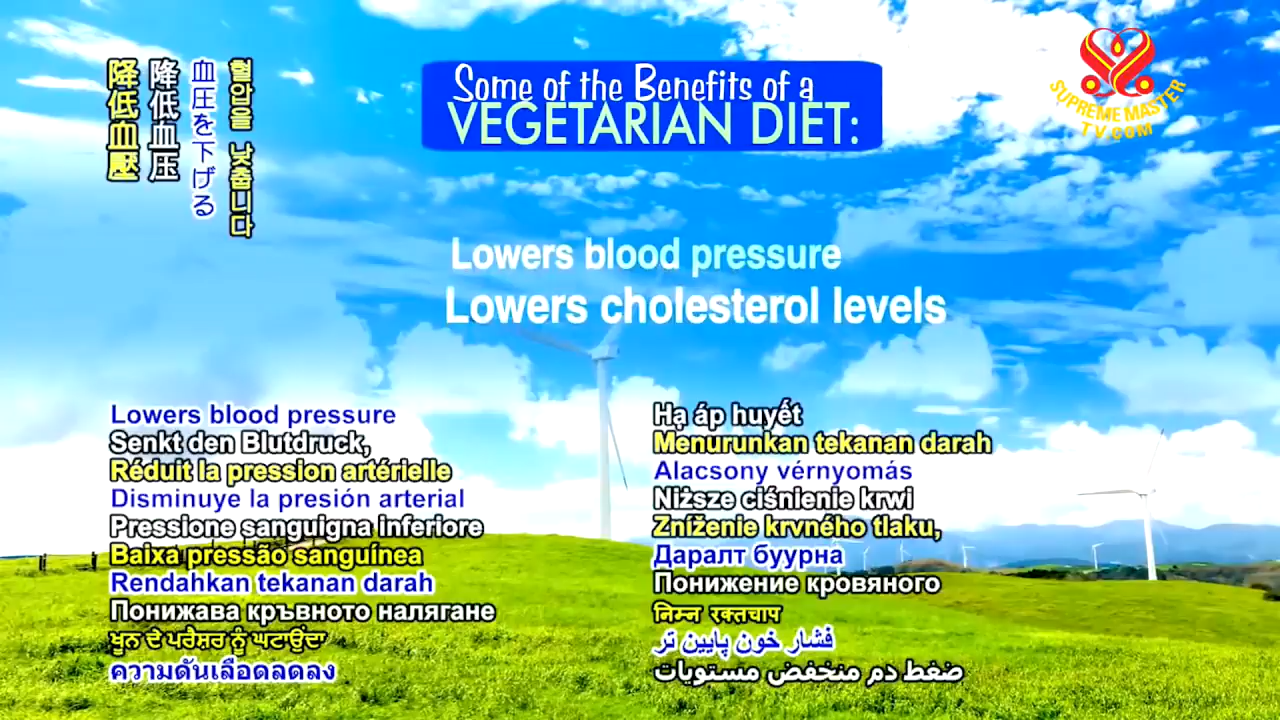 降低血壓
降低血压
血圧を下げる
혈압을 낮춥니다
Some of the Benefits of a
VEGETARIAN DIET:
SUPREME MASTER
TV.COM
Lowers blood pressure
Lowers cholesterol levels
Lowers blood pressure
Senkt den Blutdruck,
Réduit la pression artérielle
Disminuye la presión arterial
Pressione sanguigna inferiore
Baixa pressão sanguínea
Rendahkan tekanan darah
Понижава кръвното налягане
ਖੂਨ ਦੇ ਪਰੈਸ਼ਰ ਨੂੰ ਘਟਾਉਂਦਾ
ความดันเลือดลดลง
Hạ áp huyết
Menurunkan tekanan darah
Alacsony vérnyomás
Niższe ciśnienie krwi
Zníženie krvného tlaku,
Даралт буурна
Понижение кровяного
निम्न रक्तचाप
فشار خون پایین تر
ضغط دم منخفض مستويات